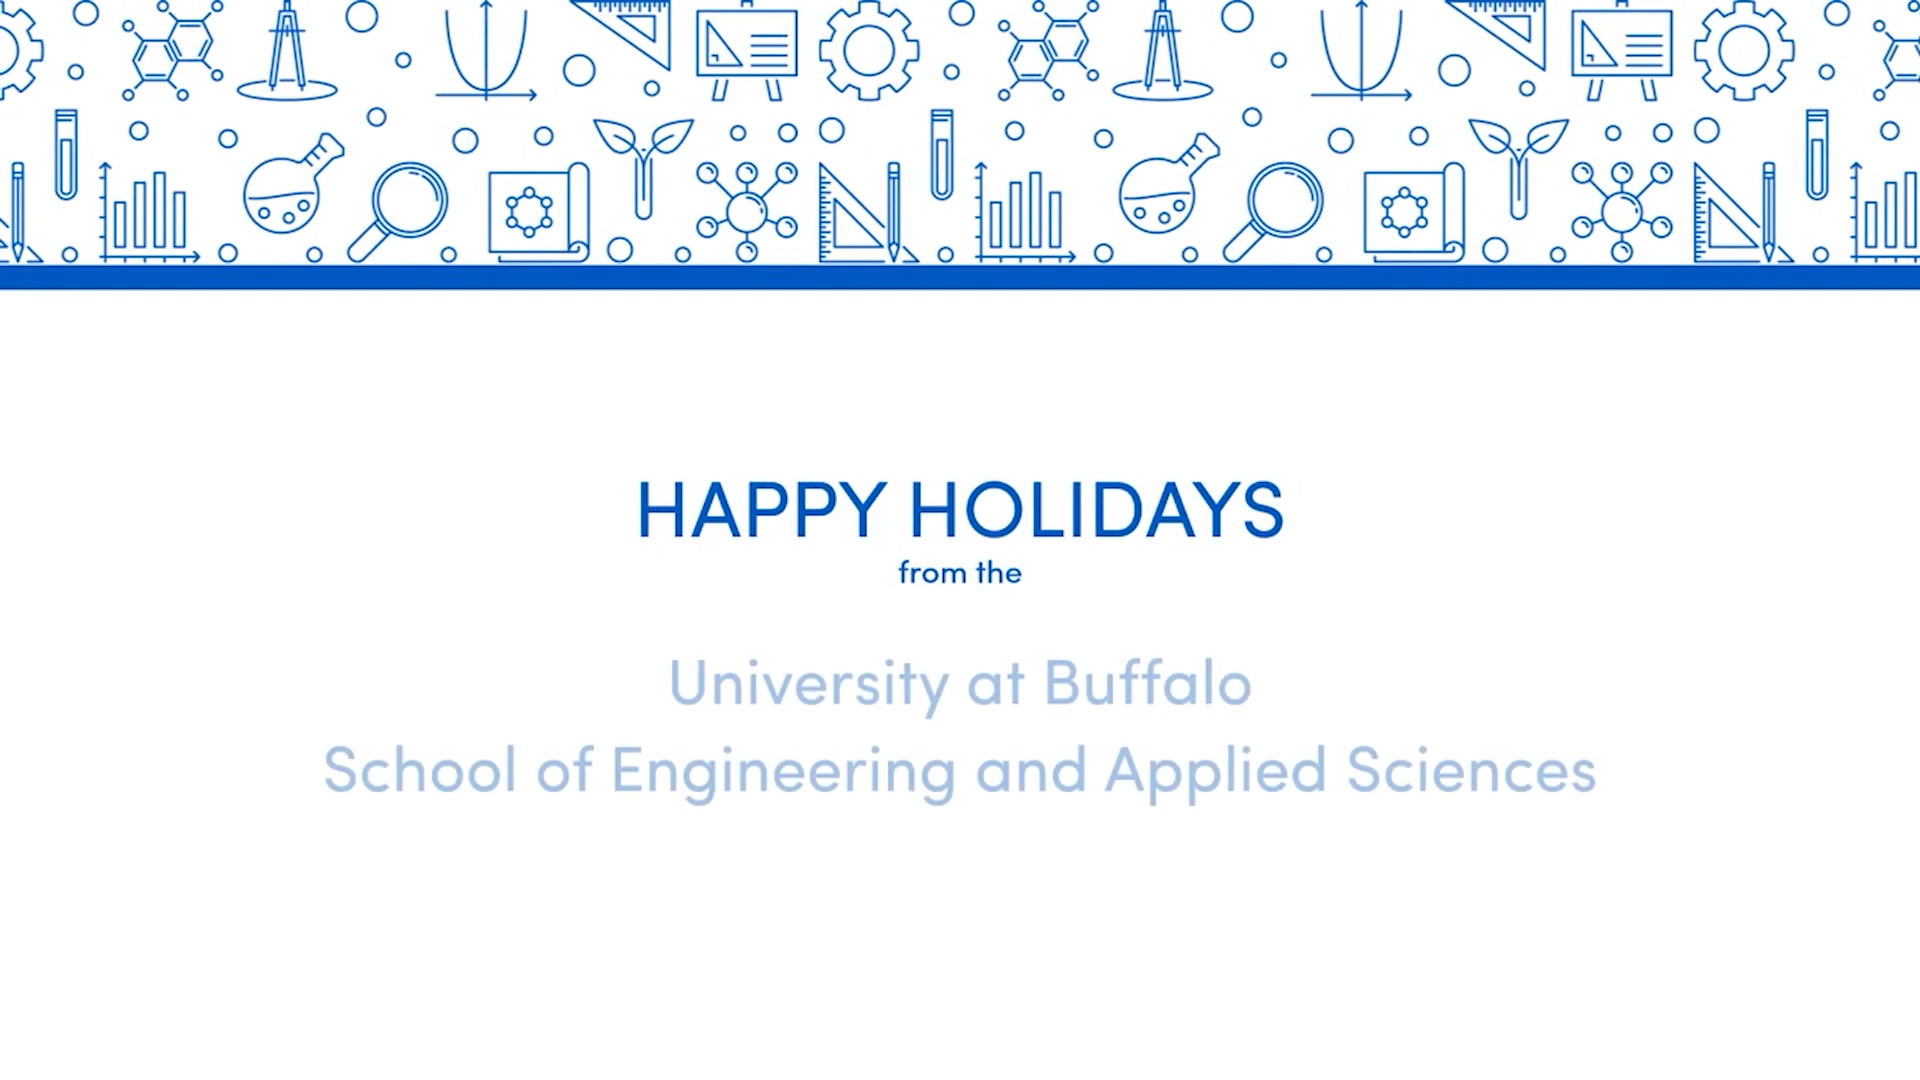 HAPPY HOLIDAYS
from the
University at Buffalo
School of Engineering and Applied Sciences